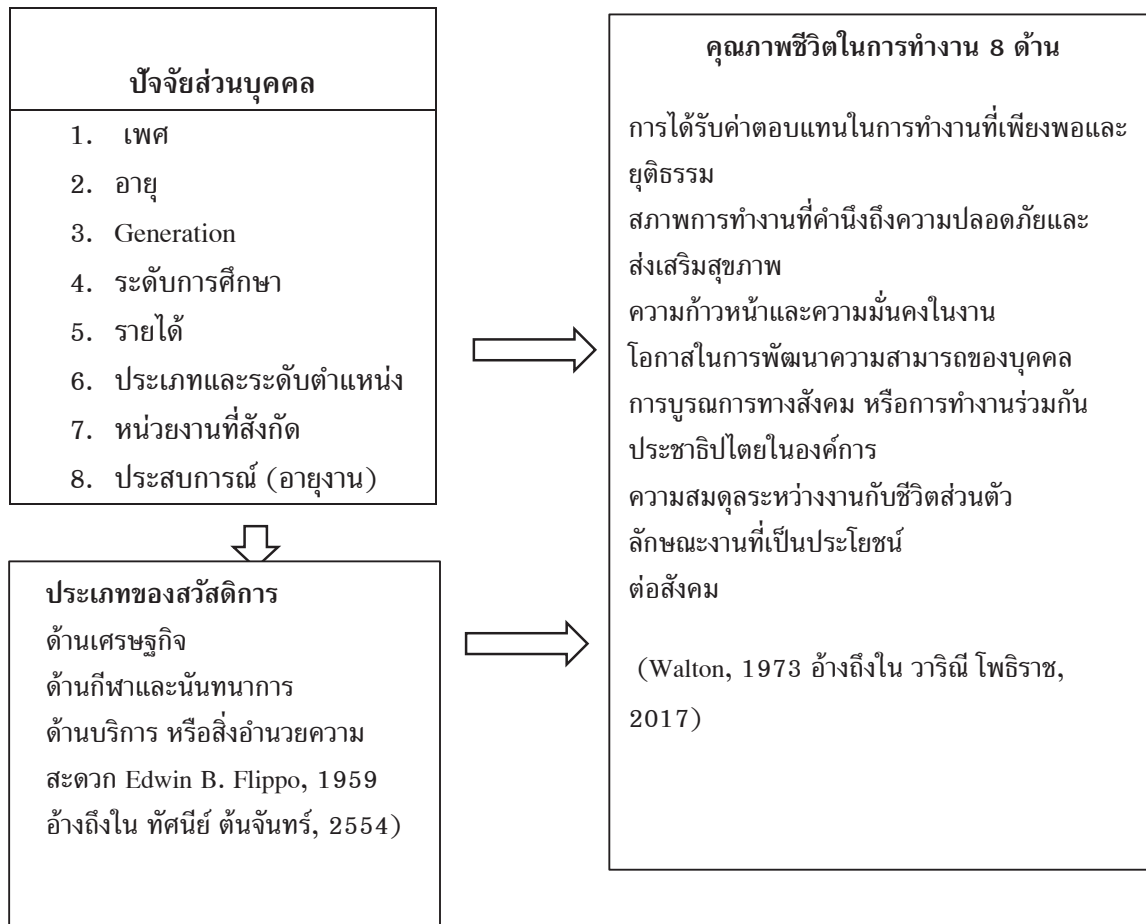 ปัจจัยส่วนบุคคล
1. เพศ
2. อายุ
3. Generation
4. ระดับการศึกษา
5. รายได้
6. ประเภทและระดับตำแหน่ง
7. หน่วยงานที่สังกัด
8. ประสบการณ์ (อายุงาน)
ประเภทของสวัสดิการ
ด้านเศรษฐกิจ
ด้านกีฬาและนันทนาการ
ด้านบริการ หรือสิ่งอำนวยความ
สะดวก Edwin B. Flippo, 1959
อ้างถึงใน ทัศนีย์ ต้นจันทร์, 2554)
คุณภาพชีวิตในการทำงาน 8 ด้าน
การได้รับค่าตอบแทนในการทำงานที่เพียงพอและ
ยุติธรรม
สภาพการทำงานที่คำนึงถึงความปลอดภัยและ
ส่งเสริมสุขภาพ
ความก้าวหน้าและความมั่นคงในงาน
โอกาสในการพัฒนาความสามารถของบุคคล
การบูรณการทางสังคม หรือการทำงานร่วมกัน
ประชาธิปไตยในองค์การ
ความสมดุลระหว่างงานกับชีวิตส่วนตัว
ลักษณะงานที่เป็นประโยชน์
ต่อสังคม
(Walton, 1973 อ้างถึงใน วาริณี โพธิราช,
2017)